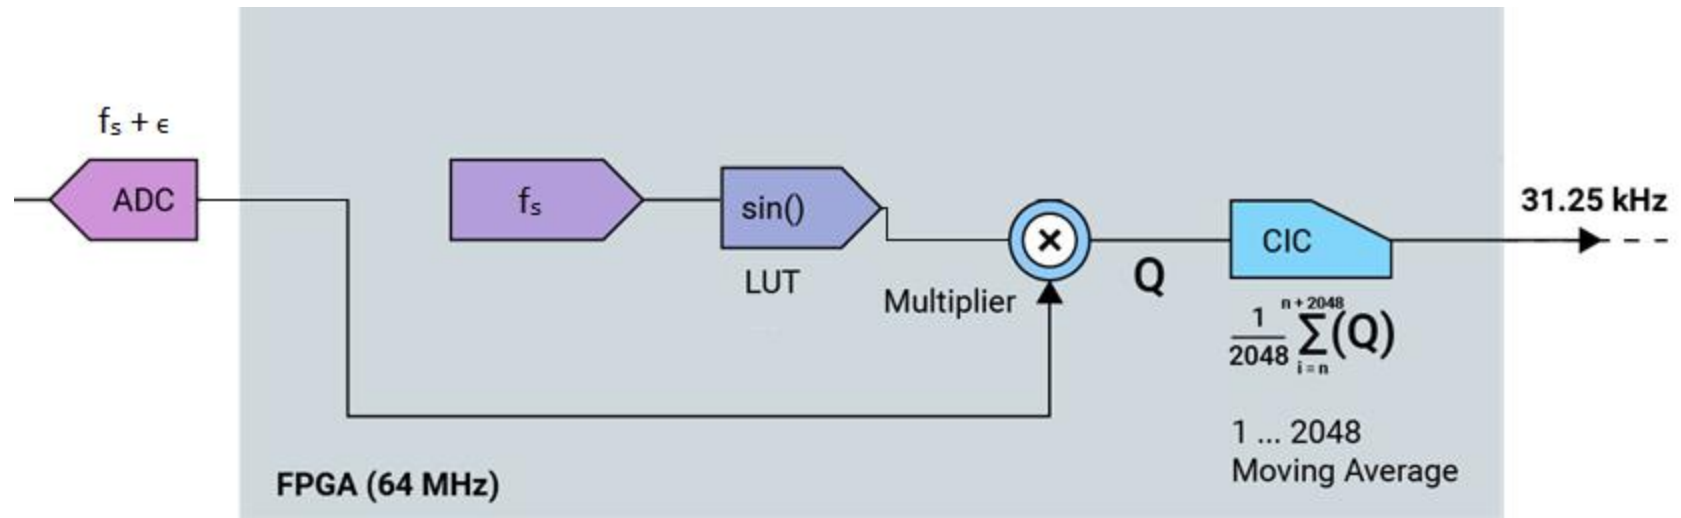 fₛ + ϵ
ADC
fₛ
sin()
LUT
Multiplier
×
Q
CIC
31.25 kHz
n + 2048
1/2048 Σ(Q)
i = n
1 ... 2048
Moving Average
FPGA (64 MHz)